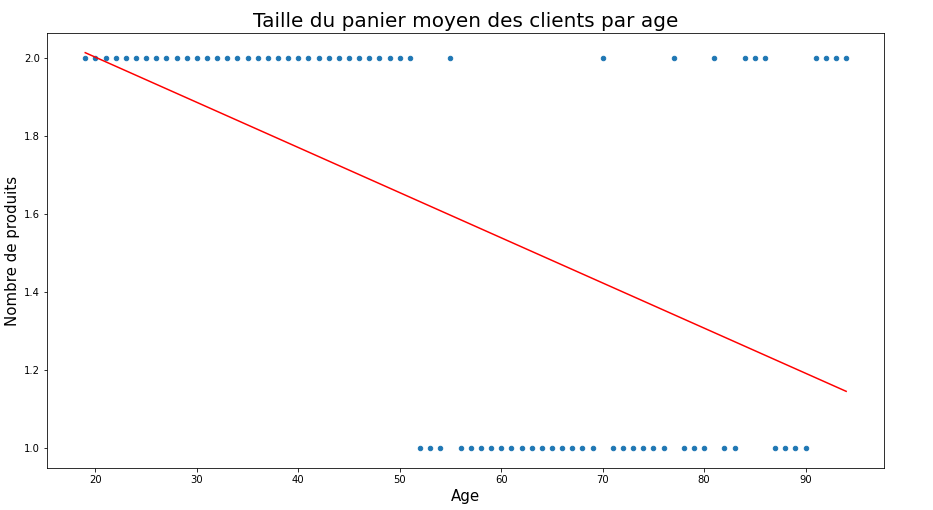 Taille du panier moyen des clients par age
2.0
1.8
1.6
1.4
1.2
1.0
Nombre de produits
20 30 40 50 60 70 80 90
Age